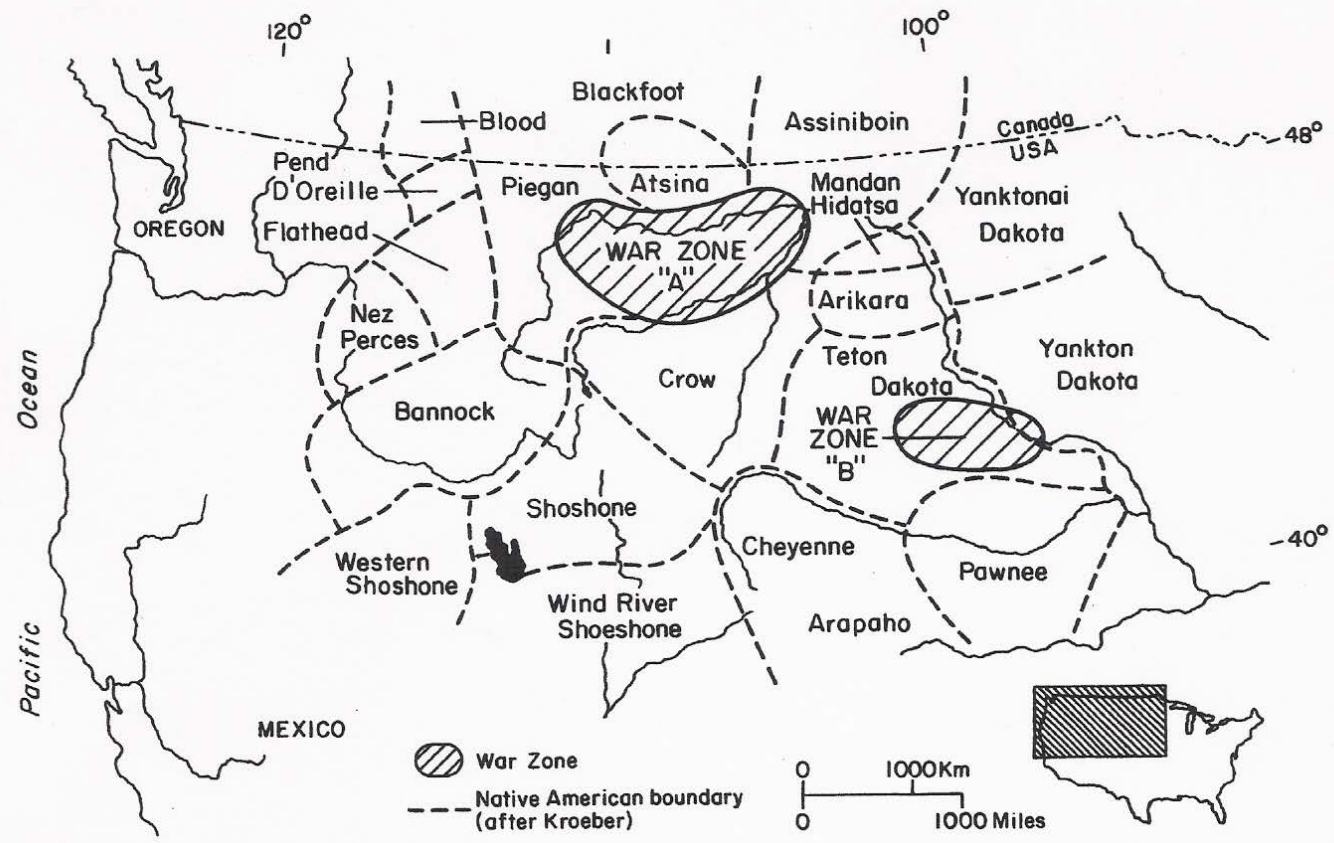 120°
100°
Blackfoot
Blood
Assiniboin
Canada
USA
48°
Pend
D'Oreille
Piegan
Atsina
Mandan
Hidatsa
Yanktonai
Dakota
OREGON
Flathead
WAR ZONE
"A"
Nez
Perces
Arikara
Teton
Dakota
Yankton
Dakota
Crow
Bannock
WAR
ZONE
"B"
Ocean
Pacific
Shoshone
Western
Shoshone
Cheyenne
40°
Pawnee
Wind River
Shoeshone
Arapaho
MEXICO
War Zone
Native American boundary
(after Kroeber)
0 1000Km
0 1000 Miles